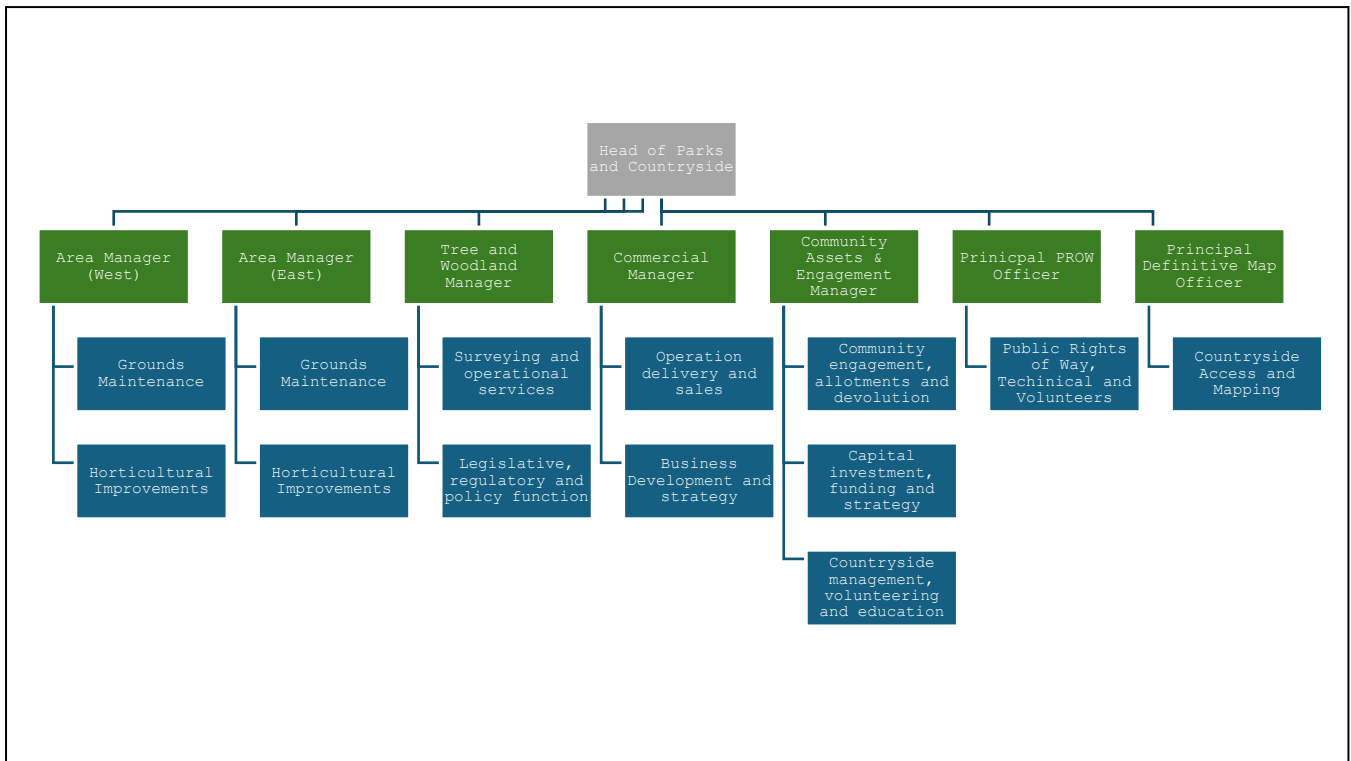 Head of Parks
and Countryside
Area Manager
(West)
Area Manager
(East)
Tree and
Woodland
Manager
Commercial
Manager
Community
Assets &
Engagement
Manager
Prinicpal PROW
Officer
Principal
Definitive Map
Officer
Grounds
Maintenance
Horticultural
Improvements
Grounds
Maintenance
Horticultural
Improvements
Surveying and
operational
services
Legislative,
regulatory and
policy function
Operation
delivery and
sales
Business
Development and
strategy
Community
engagement,
allotments and
devolution
Capital
investment,
funding and
strategy
Countryside
management,
volunteering
and education
Public Rights
of Way,
Techinical and
Volunteers
Countryside
Access and
Mapping